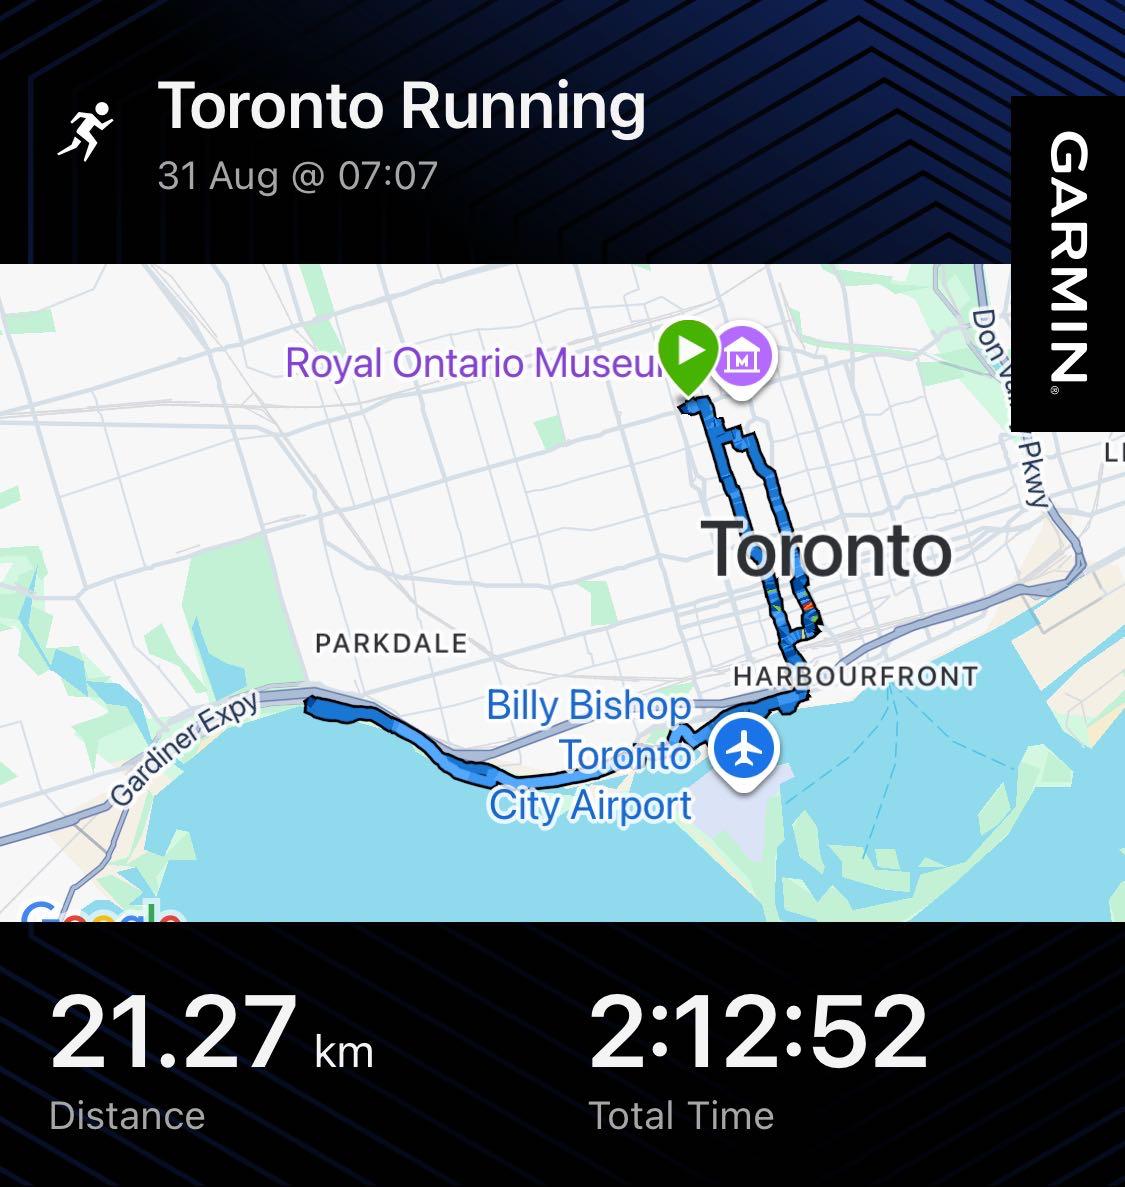 Toronto Running
31 Aug @ 07:07
GARMIN®
Royal Ontario
Toronto
PARKDALE
HARBOURFRONT
Billy Bishop
Toronto
City Airport
Gardiner Expy
Pkwy
Google
21.27 km
2:12:52
Distance
Total Time